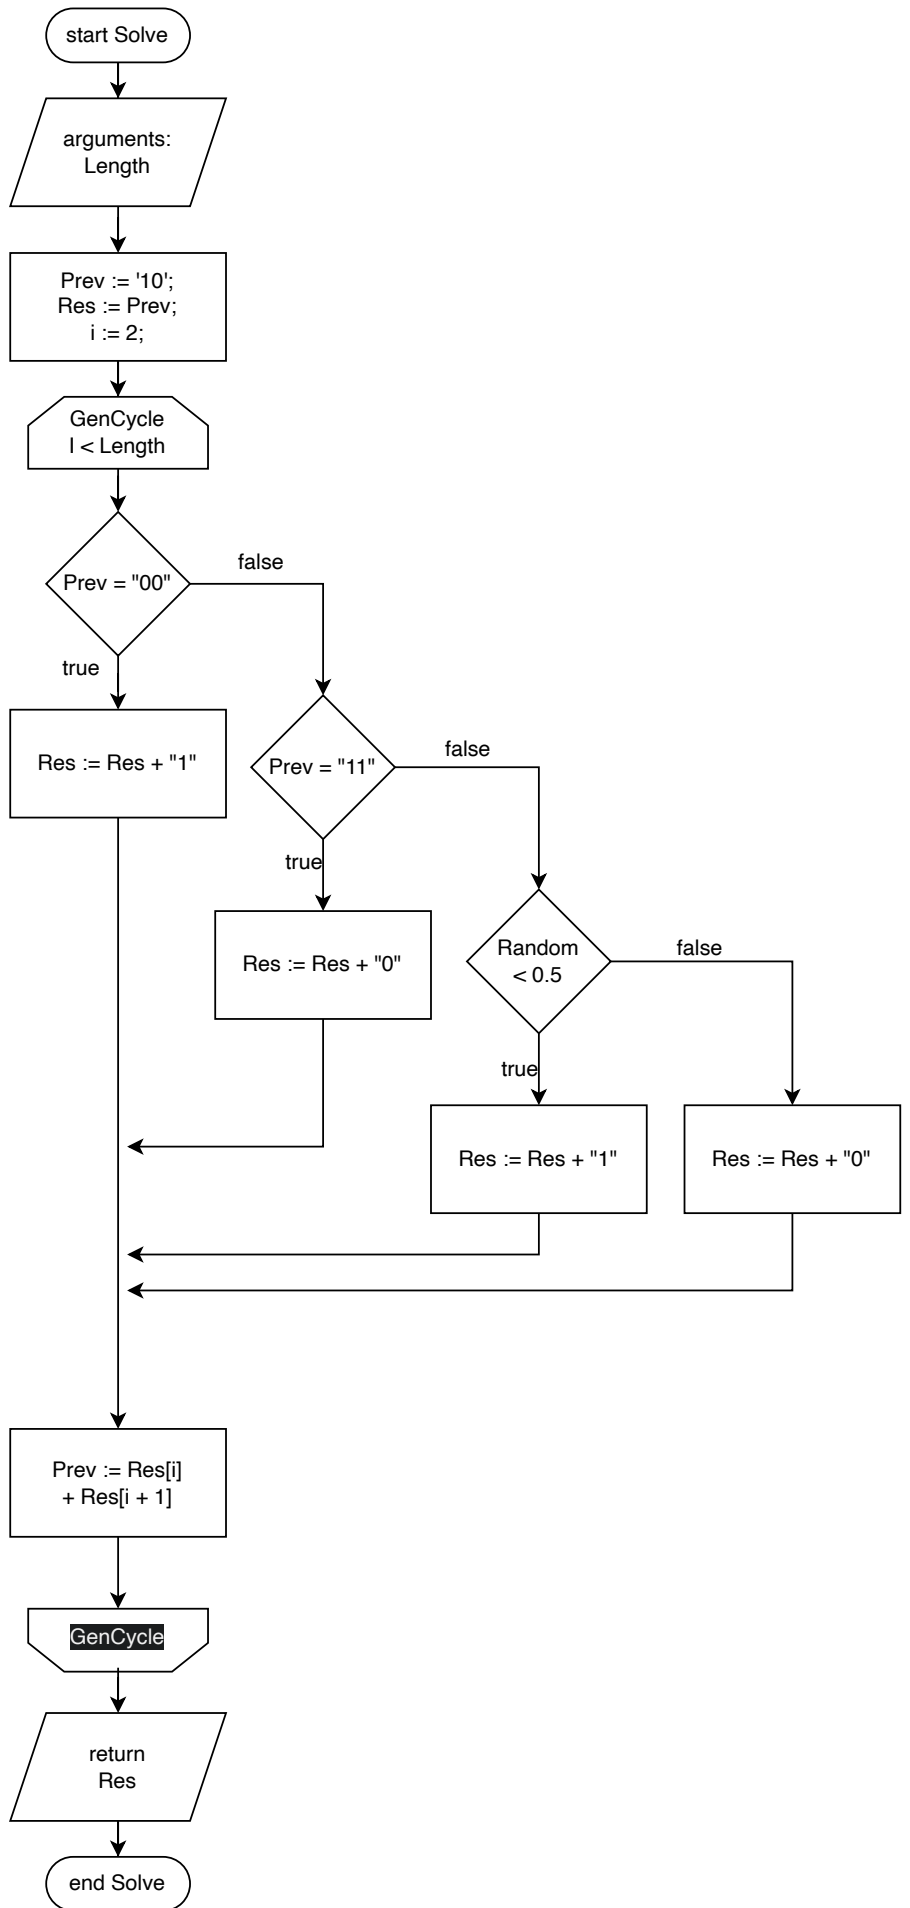 start Solve
arguments:
Length
Prev := '10';
Res := Prev;
i := 2;
GenCycle
I < Length
Prev = "00"
false
true
Res := Res + "1"
Prev = "11"
false
true
Res := Res + "0"
Random
< 0.5
false
true
Res := Res + "1"
Res := Res + "0"
Prev := Res[i]
+ Res[i + 1]
GenCycle
return
Res
end Solve